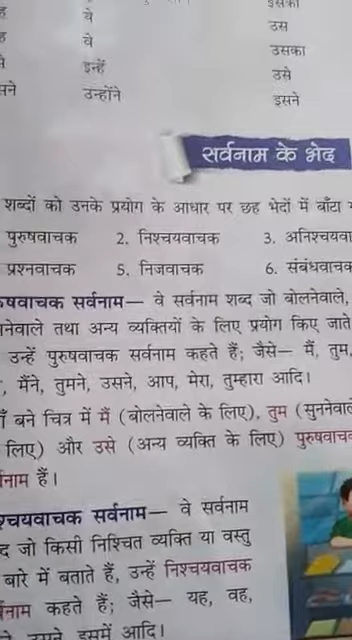 ये
उस
वे
उसका
इन्हें
उसे
उन्होंने
इसने
सर्वनाम के भेद
शब्दों को उनके प्रयोग के आधार पर छह भेदों में बाँटा
पुरुषवाचक 2. निश्चयवाचक 3. अनिश्चयवा
प्रश्नवाचक 5. निजवाचक 6. संबंधवाचक
षवाचक सर्वनाम— वे सर्वनाम शब्द जो बोलनेवाले,
नेवाले तथा अन्य व्यक्तियों के लिए प्रयोग किए जाते
उन्हें पुरुषवाचक सर्वनाम कहते हैं; जैसे— मैं, तुम,
, मैंने, तुमने, उसने, आप, मेरा, तुम्हारा आदि।
बने चित्र में मैं (बोलनेवाले के लिए), तुम (सुननेवाले
लिए) और उसे (अन्य व्यक्ति के लिए) पुरुषवाचक
नाम हैं।
श्चयवाचक सर्वनाम— वे सर्वनाम
द जो किसी निश्चित व्यक्ति या वस्तु
बारे में बताते हैं, उन्हें निश्चयवाचक
नाम कहते हैं; जैसे— यह, वह,
इसमें आदि।